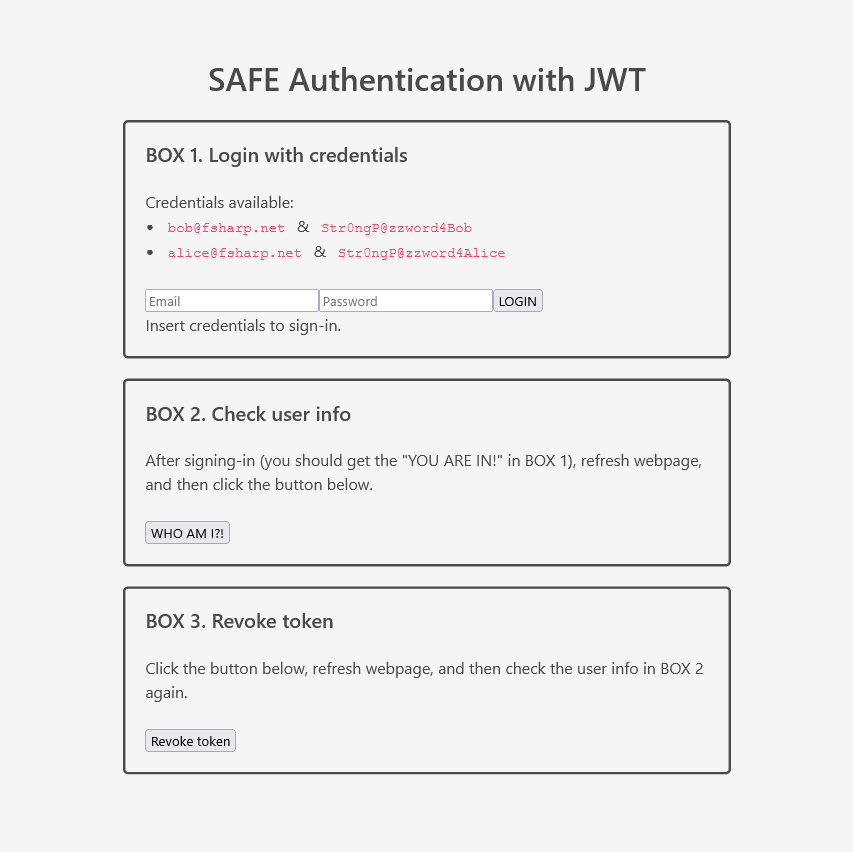 SAFE Authentication with JWT
BOX 1. Login with credentials
Credentials available:
• bob@fsharp.net & Str0ngP@zzword4Bob
• alice@fsharp.net & Str0ngP@zzword4Alice
Email Password LOGIN
Insert credentials to sign-in.
BOX 2. Check user info
After signing-in (you should get the "YOU ARE IN!" in BOX 1), refresh webpage,
and then click the button below.
WHO AM I?!
BOX 3. Revoke token
Click the button below, refresh webpage, and then check the user info in BOX 2
again.
Revoke token